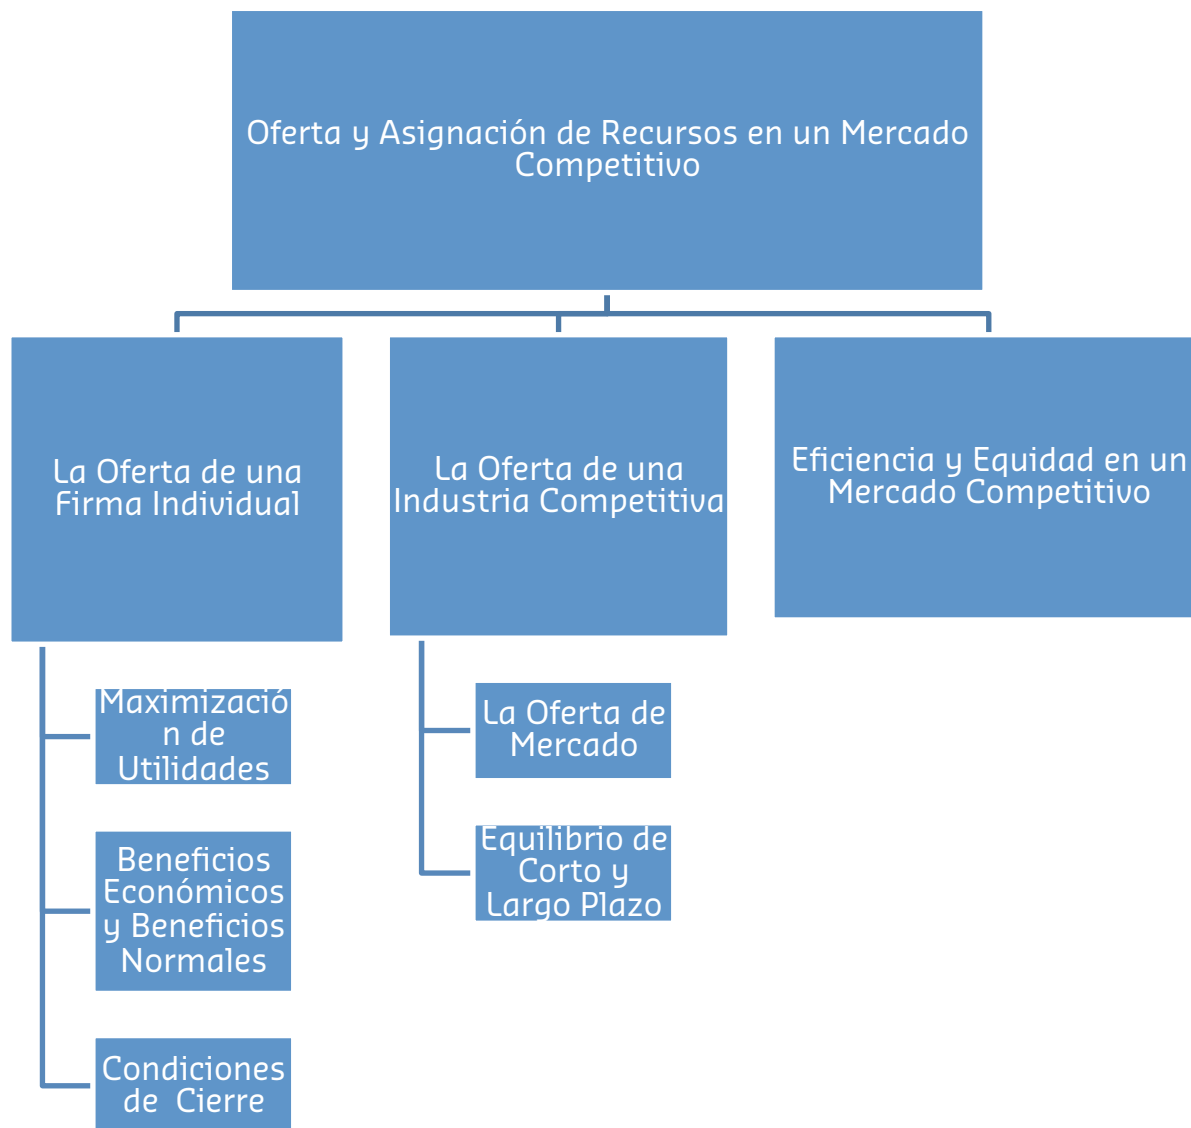 Oferta y Asignación de Recursos en un Mercado
Competitivo
La Oferta de una
Firma Individual
La Oferta de una
Industria Competitiva
Eficiencia y Equidad en un
Mercado Competitivo
Maximizació
n de
Utilidades
Beneficios
Económicos
y Beneficios
Normales
Condiciones
de Cierre
La Oferta de
Mercado
Equilibrio de
Corto y
Largo Plazo